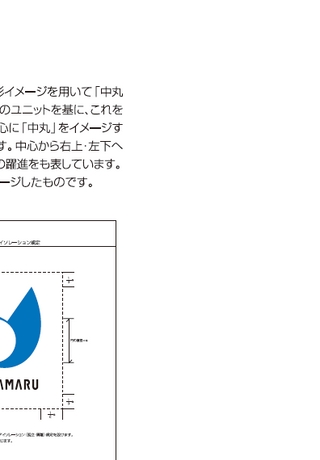 彡イメージを用いて「中丸
のユニットを基に、これを
心に「中丸」をイメージす
す。中心から右上・左下へ
の躍進をも表しています。
ージしたものです。
イソレーション規定
AMARU